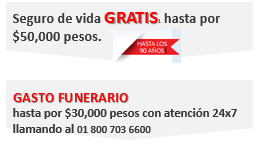 Seguro de vida GRATIS. hasta por
$50,000 pesos.
HASTA LOS
90 AÑOS
GASTO FUNERARIO
hasta por $30,000 pesos con atención 24x7
llamando al 01 800 703 6600